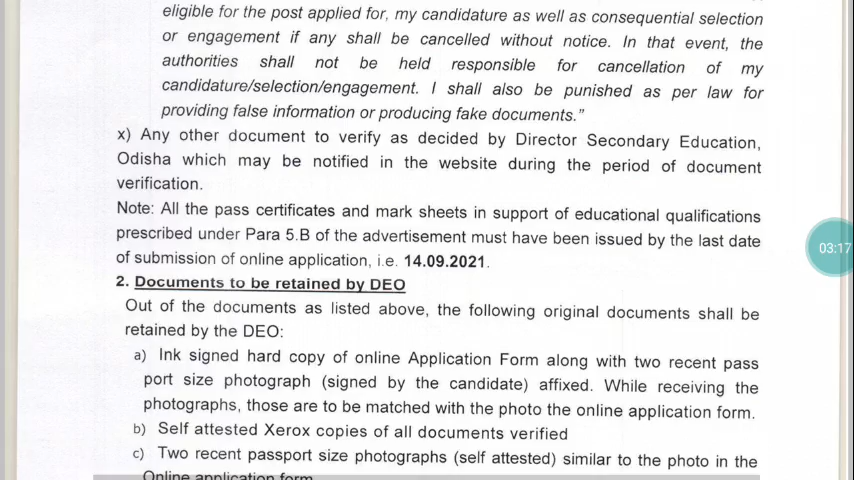 eligible for the post applied for, my candidature as well as consequential selection
or engagement if any shall be cancelled without notice. In that event, the
authorities shall not be held responsible for cancellation of my
candidature/selection/engagement. I shall also be punished as per law for
providing false information or producing fake documents.”
x) Any other document to verify as decided by Director Secondary Education,
Odisha which may be notified in the website during the period of document
verification.
Note: All the pass certificates and mark sheets in support of educational qualifications
prescribed under Para 5.B of the advertisement must have been issued by the last date
of submission of online application, i.e. 14.09.2021.
03:17
2. Documents to be retained by DEO
Out of the documents as listed above, the following original documents shall be
retained by the DEO:
a) Ink signed hard copy of online Application Form along with two recent pass
port size photograph (signed by the candidate) affixed. While receiving the
photographs, those are to be matched with the photo the online application form.
b) Self attested Xerox copies of all documents verified
c) Two recent passport size photographs (self attested) similar to the photo in the
Online application form